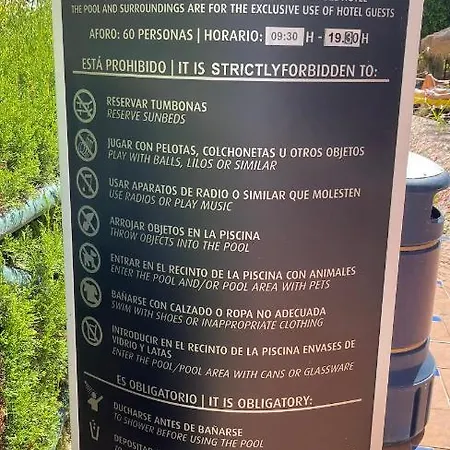 THE POOL AND SURROUNDINGS ARE FOR THE EXCLUSIVE USE OF HOTEL GUESTS
AFORO: 60 PERSONAS | HORARIO: 09:30 H - 19.30 H
ESTÁ PROHIBIDO | IT IS STRICTLYFORBIDDEN TO:
RESERVAR TUMBONAS
RESERVE SUNBEDS
JUGAR CON PELOTAS, COLCHONETAS U OTROS OBJETOS
PLAY WITH BALLS, LILOS OR SIMILAR
USAR APARATOS DE RADIO O SIMILAR QUE MOLESTEN
USE RADIOS OR PLAY MUSIC
ARROJAR OBJETOS EN LA PISCINA
THROW OBJECTS INTO THE POOL
ENTRAR EN EL RECINTO DE LA PISCINA CON ANIMALES
ENTER THE POOL AND/OR POOL AREA WITH PETS
BAÑARSE CON CALZADO O ROPA NO ADECUADA
SWIM WITH SHOES OR INAPPROPRIATE CLOTHING
INTRODUCIR EN EL RECINTO DE LA PISCINA ENVASES DE
VIDRIO Y LATAS
ENTER THE POOL/POOL AREA WITH CANS OR GLASSWARE
ES OBLIGATORIO | IT IS OBLIGATORY:
DUCHARSE ANTES DE BAÑARSE
TO SHOWER BEFORE USING THE POOL